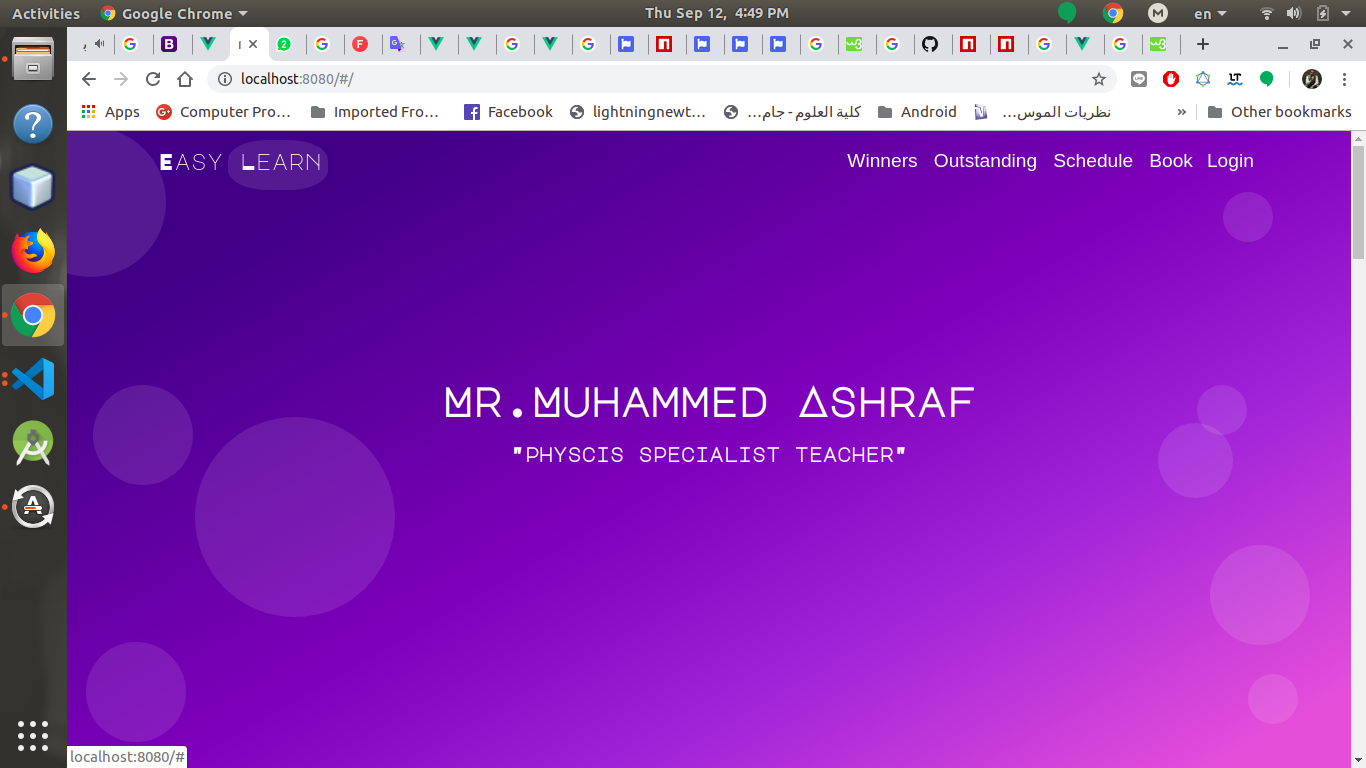 Activities Google Chrome Thu Sep 12, 4:49 PM en
localhost:8080/#/
Apps Computer Pro... Imported Fro... Facebook lightningnewt... كلية العلوم - جام... Android نظريات الموس... » Other bookmarks
Easy Learn Winners Outstanding Schedule Book Login
Mr.Muhammed Ashraf
"Physcis Specialist Teacher"
localhost:8080/#